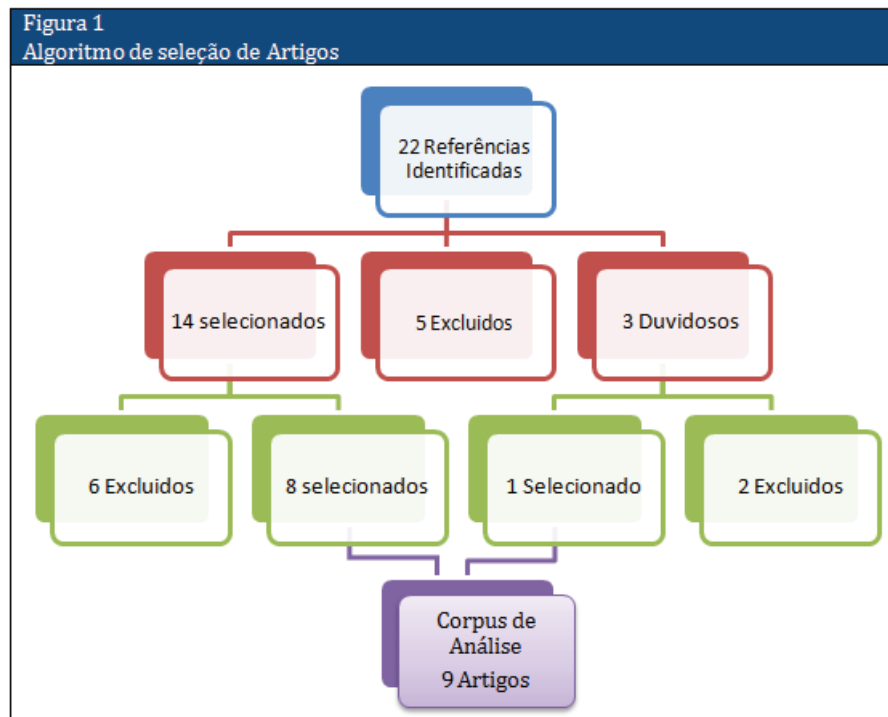 Figura 1
Algoritmo de seleção de Artigos
22 Referências
Identificadas
14 selecionados
5 Excluidos
3 Duvidosos
6 Excluidos
8 selecionados
1 Selecionado
2 Excluidos
Corpus de
Análise
9 Artigos